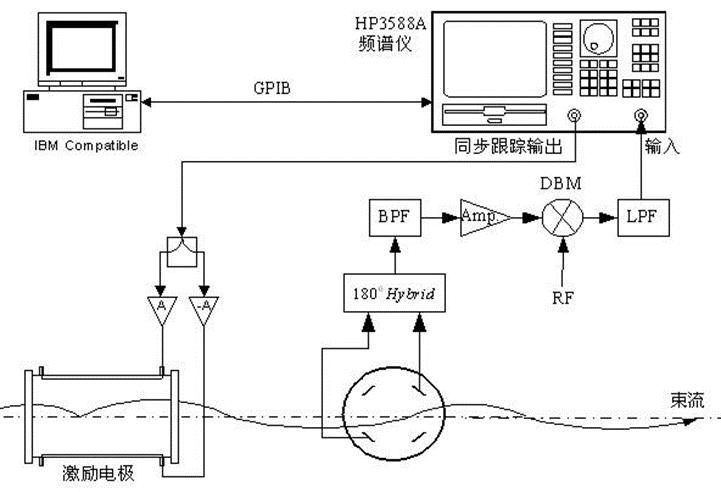 HP3588A
频谱仪
GPIB
IBM Compatible
同步跟踪输出
输入
DBM
BPF
Amp.
LPF
RF
180° Hybrid
A
-A
束流
激励电极